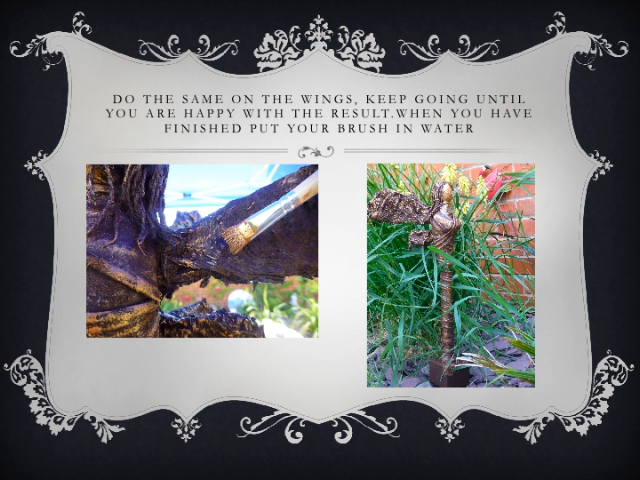 DO THE SAME ON THE WINGS, KEEP GOING UNTIL
YOU ARE HAPPY WITH THE RESULT.WHEN YOU HAVE
FINISHED PUT YOUR BRUSH IN WATER